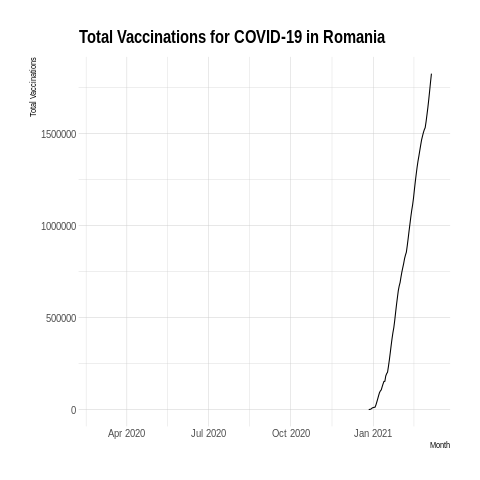 Total Vaccinations for COVID-19 in Romania
Total Vaccinations
1500000
1000000
500000
0
Apr 2020 Jul 2020 Oct 2020 Jan 2021
Month